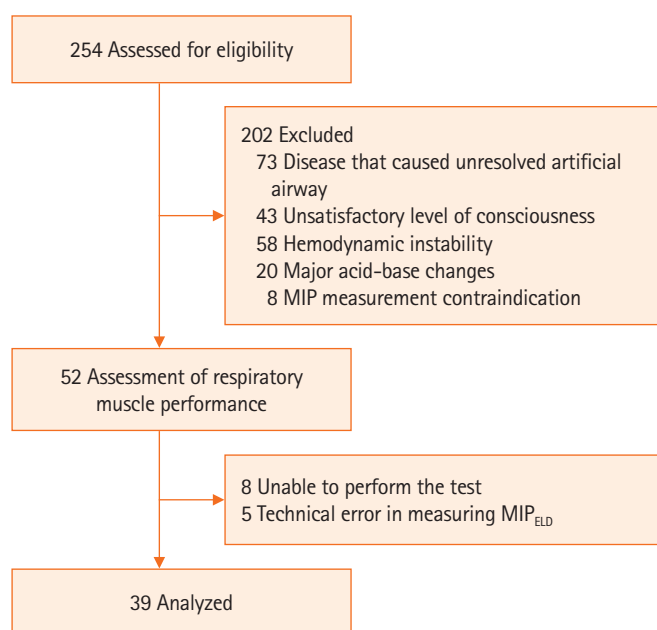 254 Assessed for eligibility
202 Excluded
73 Disease that caused unresolved artificial
airway
43 Unsatisfactory level of consciousness
58 Hemodynamic instability
20 Major acid-base changes
8 MIP measurement contraindication
52 Assessment of respiratory
muscle performance
8 Unable to perform the test
5 Technical error in measuring MIPELD
39 Analyzed